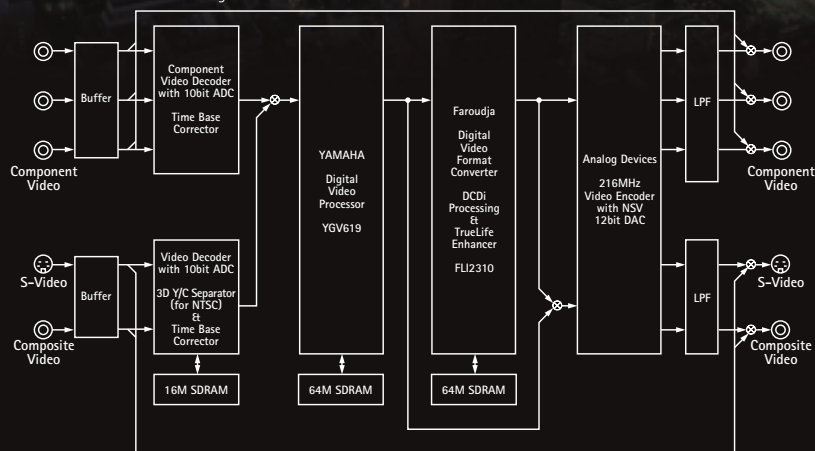 Buffer
Component
Video Decoder
with 10bit ADC
Time Base
Corrector
YAMAHA
Digital
Video
Processor
YGV619
Faroudja
Digital
Video
Format
Converter
DCDi
Processing
&
TrueLife
Enhancer
FLI2310
Analog Devices
216MHz
Video Encoder
with NSV
12bit DAC
LPF
Component
Video
Component
Video
S-Video
Composite
Video
Buffer
Video Decoder
with 10bit ADC
3D Y/C Separator
(for NTSC)
&
Time Base
Corrector
16M SDRAM
64M SDRAM
64M SDRAM
LPF
S-Video
Composite
Video